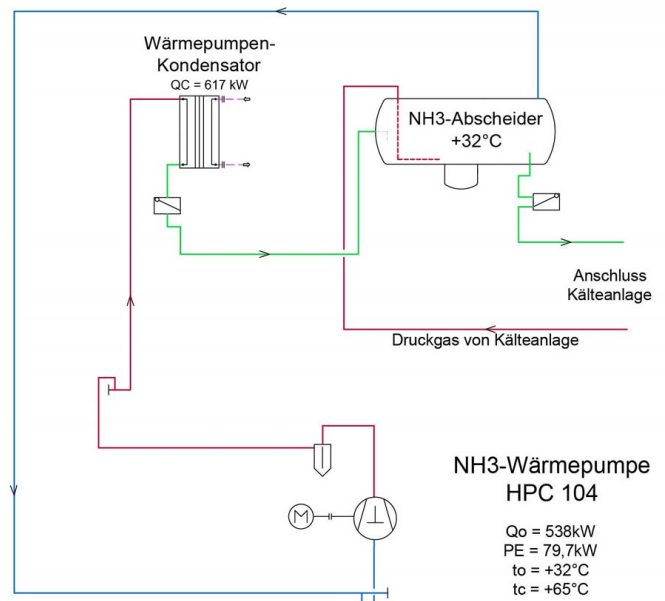 Wärmepumpen-
Kondensator
QC = 617 kW
NH3-Abscheider
+32°C
Anschluss
Kälteanlage
Druckgas von Kälteanlage
M
NH3-Wärmepumpe
HPC 104
Qo = 538kW
PE = 79,7kW
to = +32°C
tc = +65°C